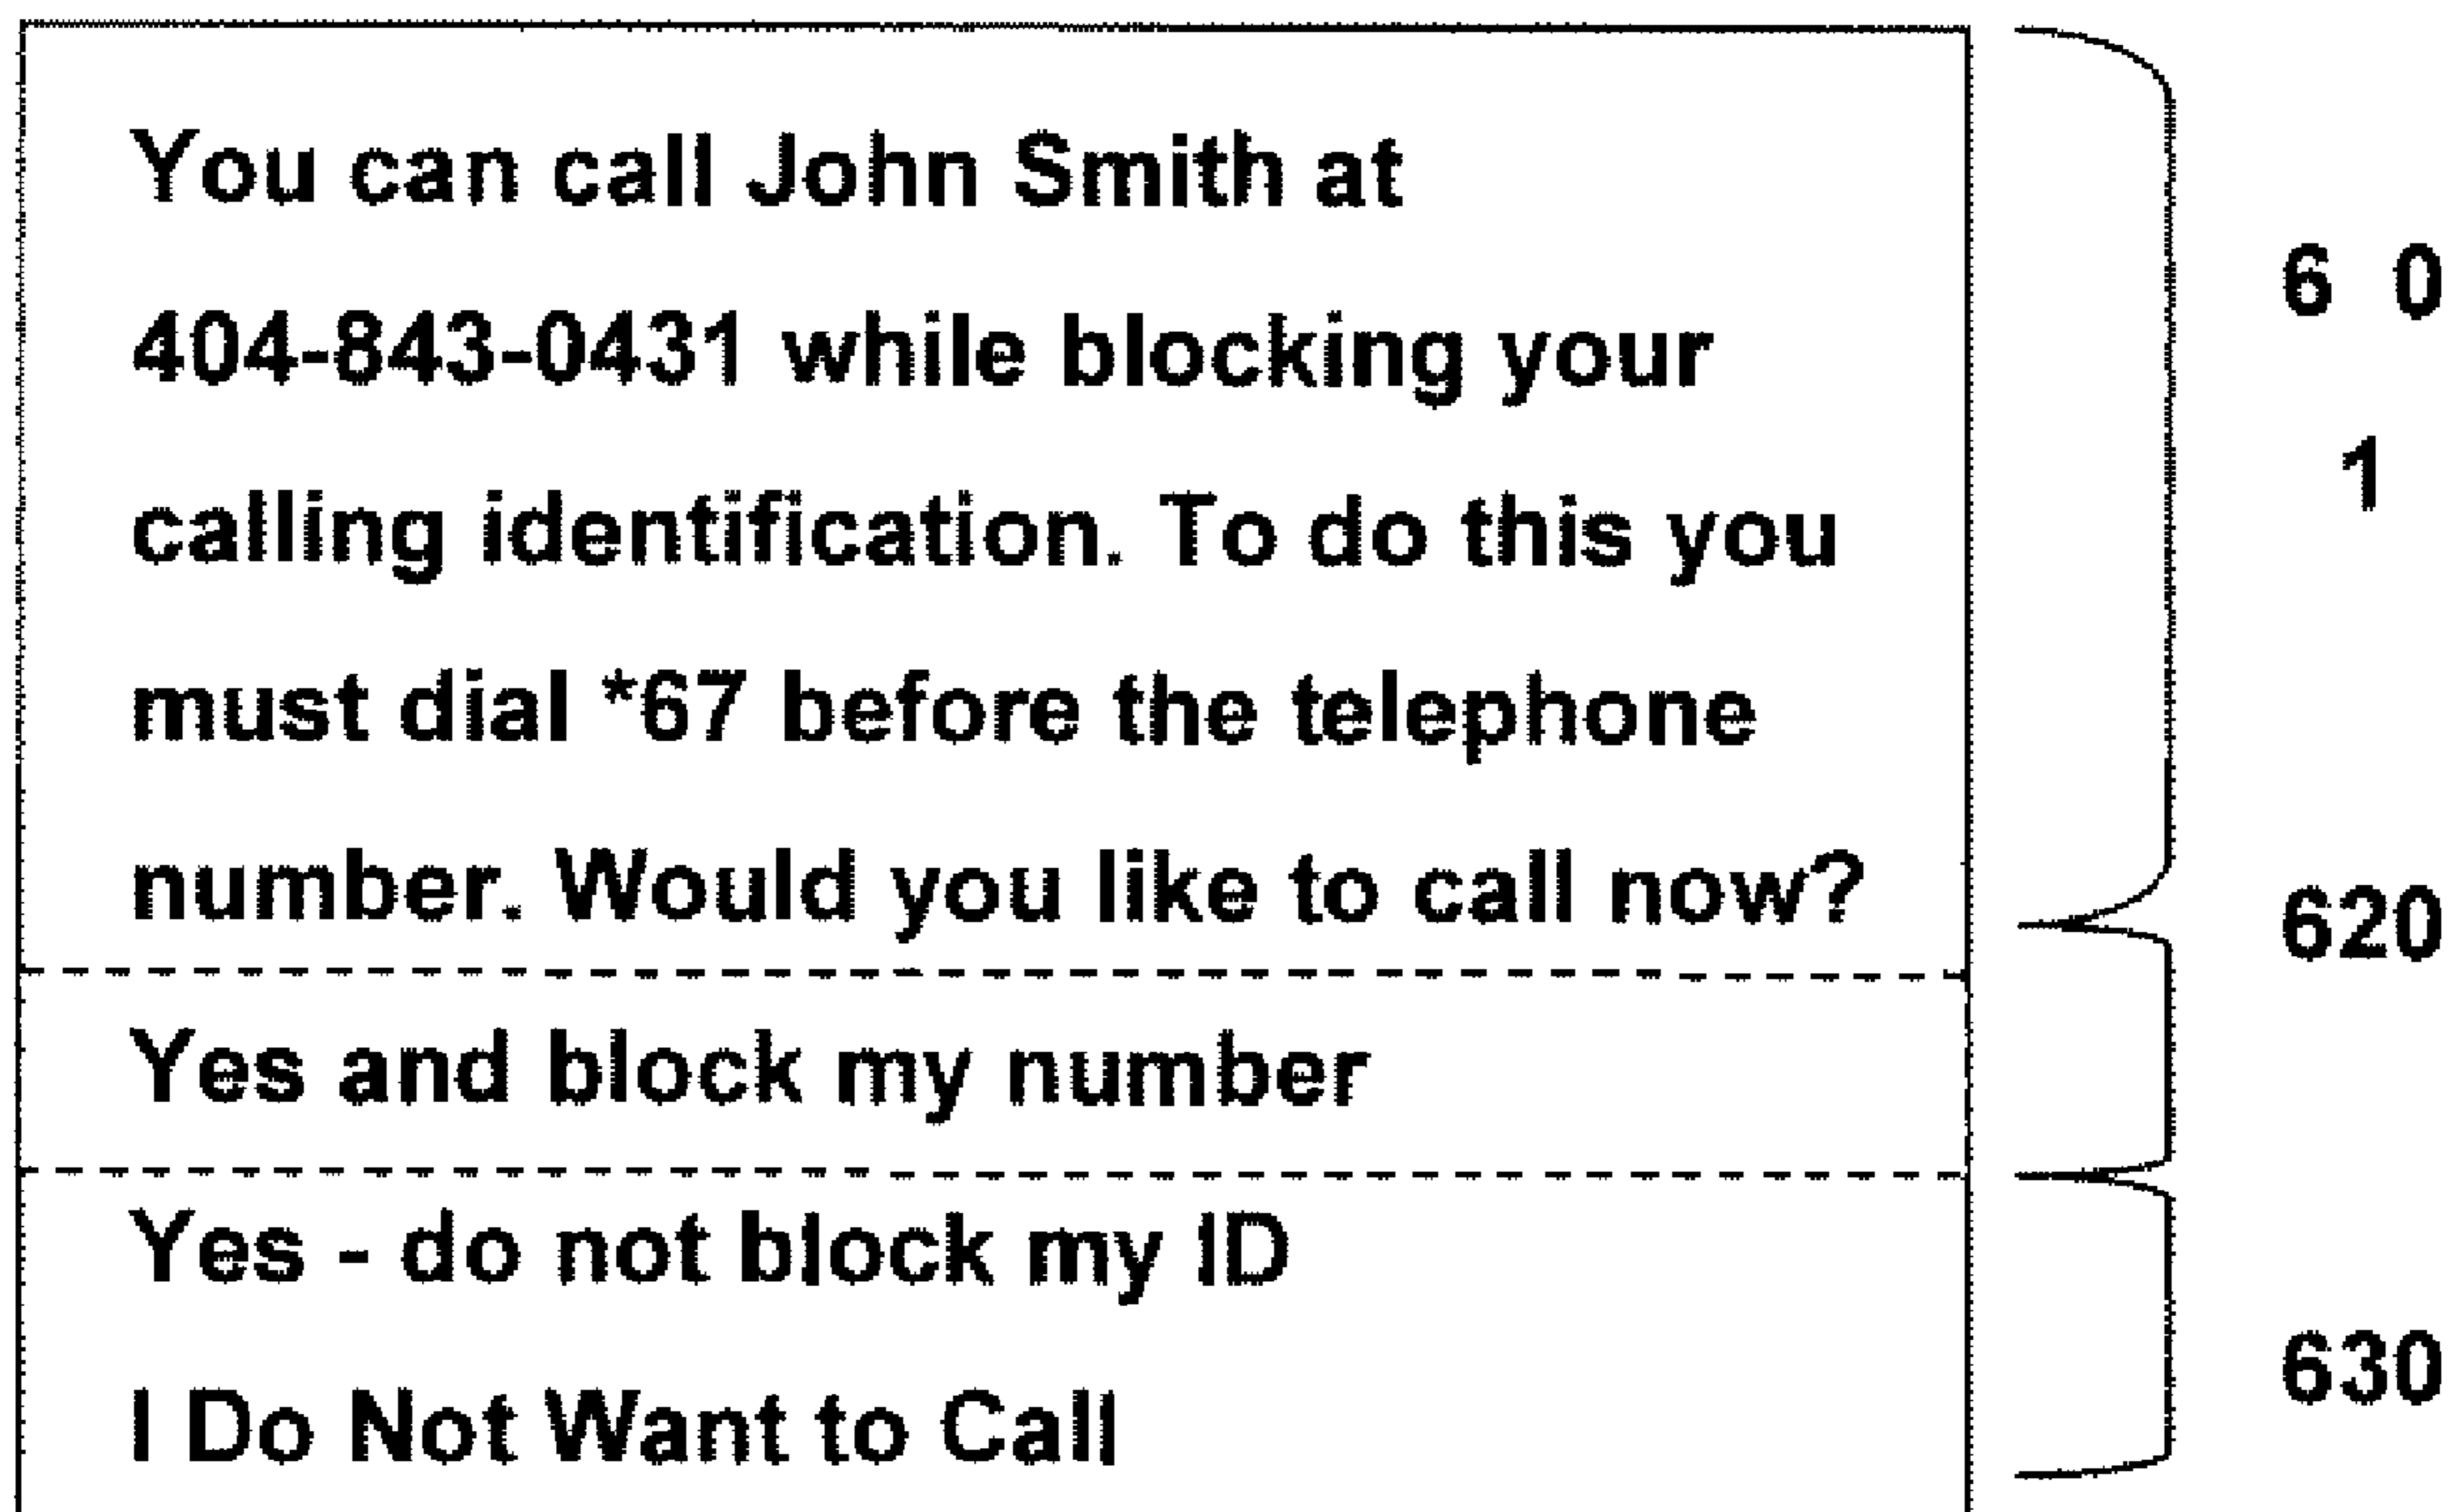 You can call John Smith at
404-843-0431 while blocking your
calling identification. To do this you
must dial *67 before the telephone
number. Would you like to call now?
Yes and block my number
Yes - do not block my ID
I Do Not Want to Call
6 0
1
620
630